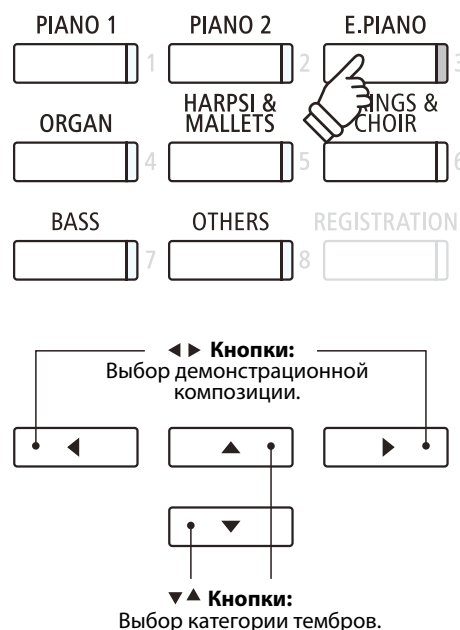 PIANO 1 PIANO 2 E.PIANO
1 2 3
ORGAN HARPSI & MALLETS INGS & CHOIR
4 5 6
BASS OTHERS REGISTRATION
7 8
◀ ▶ Кнопки:
Выбор демонстрационной
композиции.
◀ ▲ ▶
▼
▼▲ Кнопки:
Выбор категории тембров.